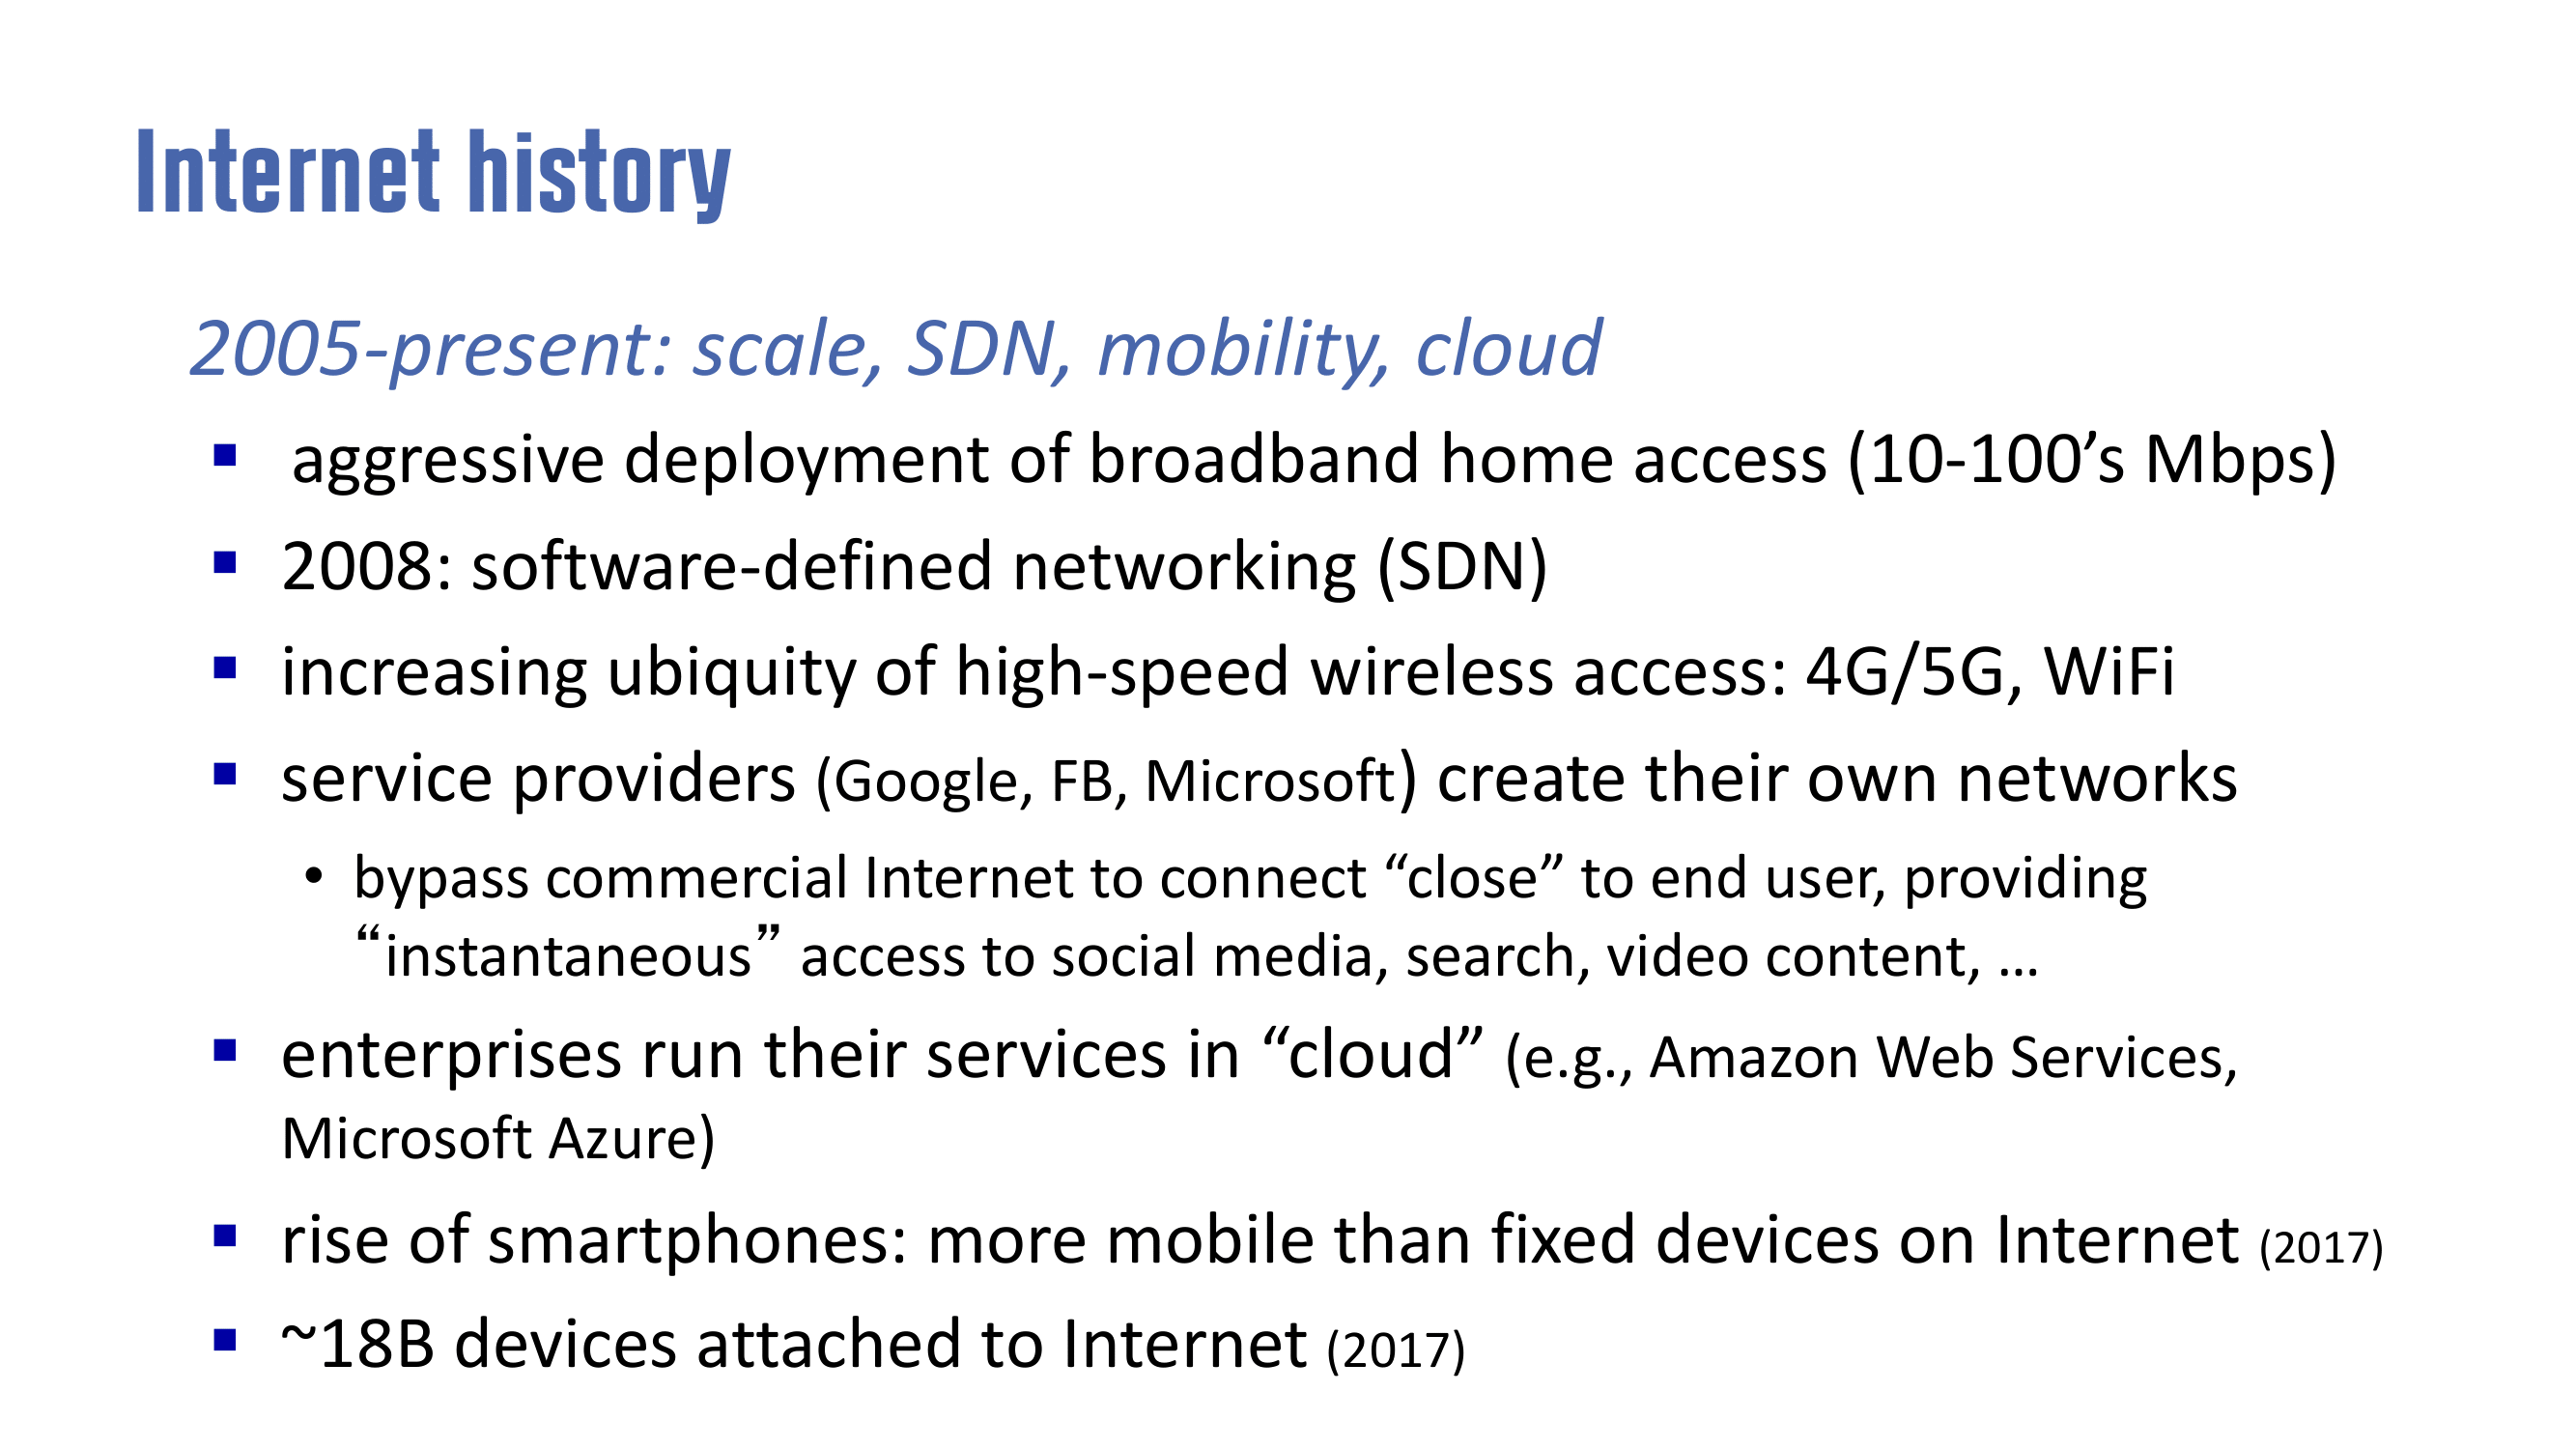 Internet history
2005-present: scale, SDN, mobility, cloud
▪ aggressive deployment of broadband home access (10-100’s Mbps)
▪ 2008: software-defined networking (SDN)
▪ increasing ubiquity of high-speed wireless access: 4G/5G, WiFi
▪ service providers (Google, FB, Microsoft) create their own networks
• bypass commercial Internet to connect “close” to end user, providing
“instantaneous” access to social media, search, video content, …
▪ enterprises run their services in “cloud” (e.g., Amazon Web Services,
Microsoft Azure)
▪ rise of smartphones: more mobile than fixed devices on Internet (2017)
▪ ~18B devices attached to Internet (2017)